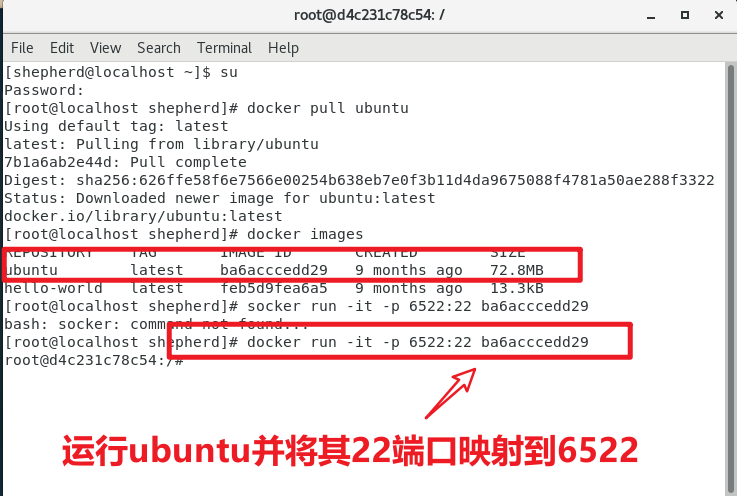 root@d4c231c78c54: /
File Edit View Search Terminal Help
[shepherd@localhost ~]$ su
Password:
[root@localhost shepherd]# docker pull ubuntu
Using default tag: latest
latest: Pulling from library/ubuntu
7b1a6ab2e44d: Pull complete
Digest: sha256:626ffe58f6e7566e00254b638eb7e0f3b11d4da9675088f4781a50ae288f3322
Status: Downloaded newer image for ubuntu:latest
docker.io/library/ubuntu:latest
[root@localhost shepherd]# docker images
REPOSITORY TAG IMAGE ID CREATED SIZE
ubuntu latest ba6acccedd29 9 months ago 72.8MB
hello-world latest feb5d9fea6a5 9 months ago 13.3kB
[root@localhost shepherd]# socker run -it -p 6522:22 ba6acccedd29
bash: socker: command not found...
[root@localhost shepherd]# docker run -it -p 6522:22 ba6acccedd29
root@d4c231c78c54:/#
运行ubuntu并将其22端口映射到6522